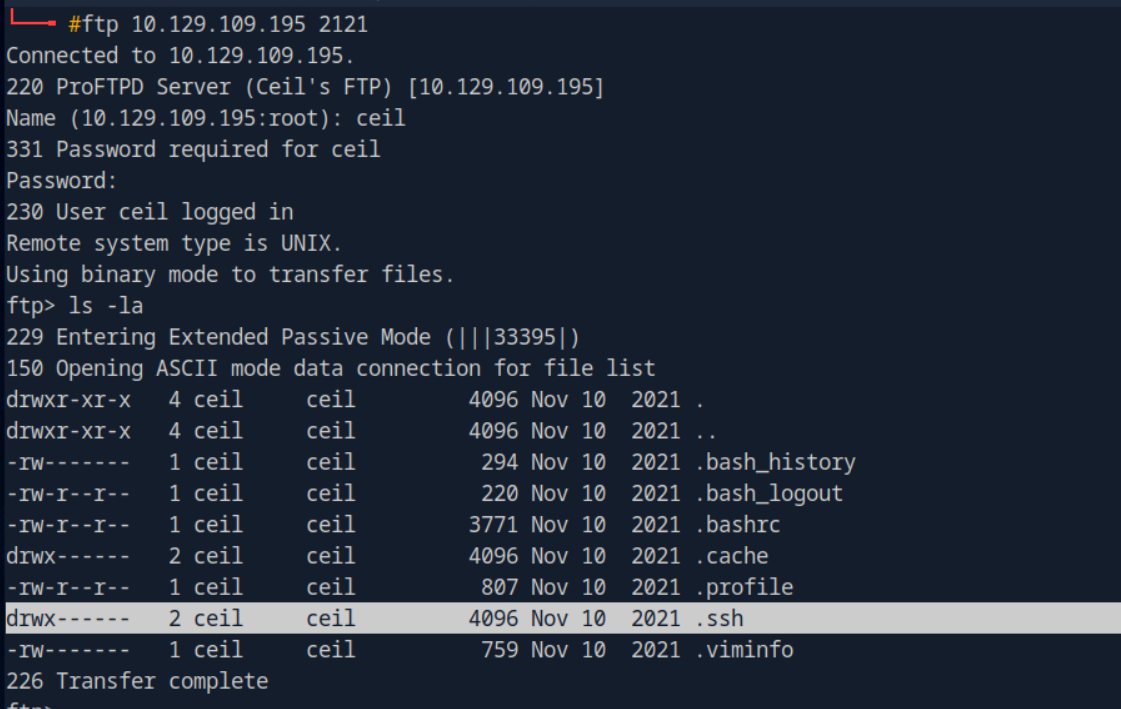 #ftp 10.129.109.195 2121
Connected to 10.129.109.195.
220 ProFTPD Server (Ceil's FTP) [10.129.109.195]
Name (10.129.109.195:root): ceil
331 Password required for ceil
Password:
230 User ceil logged in
Remote system type is UNIX.
Using binary mode to transfer files.
ftp> ls -la
229 Entering Extended Passive Mode (|||33395|)
150 Opening ASCII mode data connection for file list
drwxr-xr-x   4 ceil     ceil         4096 Nov 10  2021 .
drwxr-xr-x   4 ceil     ceil         4096 Nov 10  2021 ..
-rw-------   1 ceil     ceil          294 Nov 10  2021 .bash_history
-rw-r--r--   1 ceil     ceil          220 Nov 10  2021 .bash_logout
-rw-r--r--   1 ceil     ceil         3771 Nov 10  2021 .bashrc
drwx------   2 ceil     ceil         4096 Nov 10  2021 .cache
-rw-r--r--   1 ceil     ceil          807 Nov 10  2021 .profile
drwx------   2 ceil     ceil         4096 Nov 10  2021 .ssh
-rw-------   1 ceil     ceil          759 Nov 10  2021 .viminfo
226 Transfer complete
ftp>